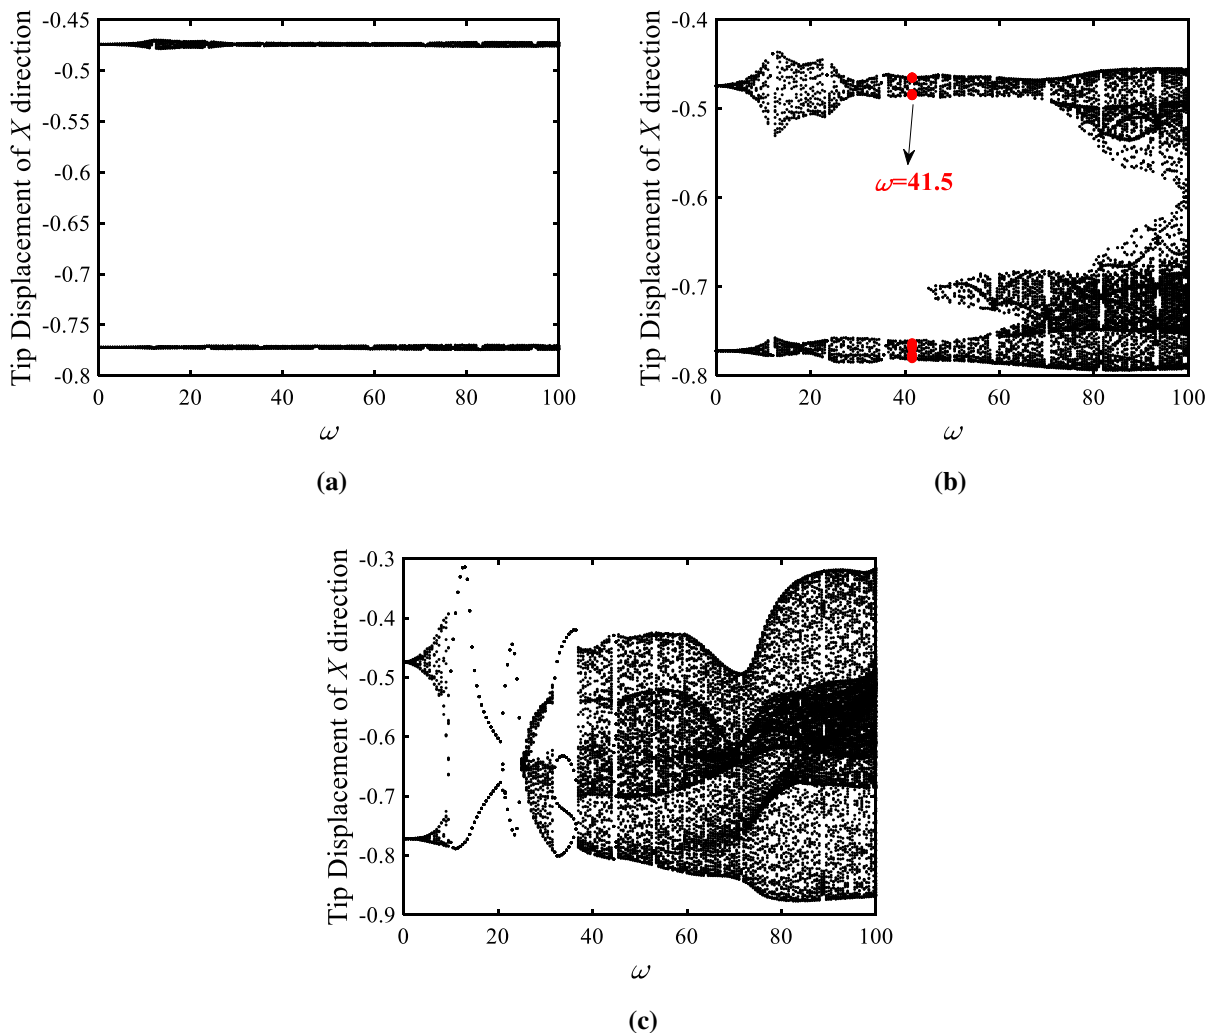 Tip Displacement of X direction
-0.45
-0.5
-0.55
-0.6
-0.65
-0.7
-0.75
-0.8
0 20 40 60 80 100
ω
(a)
Tip Displacement of X direction
-0.4
-0.5
-0.6
-0.7
-0.8
ω=41.5
0 20 40 60 80 100
ω
(b)
Tip Displacement of X direction
-0.3
-0.4
-0.5
-0.6
-0.7
-0.8
-0.9
0 20 40 60 80 100
ω
(c)